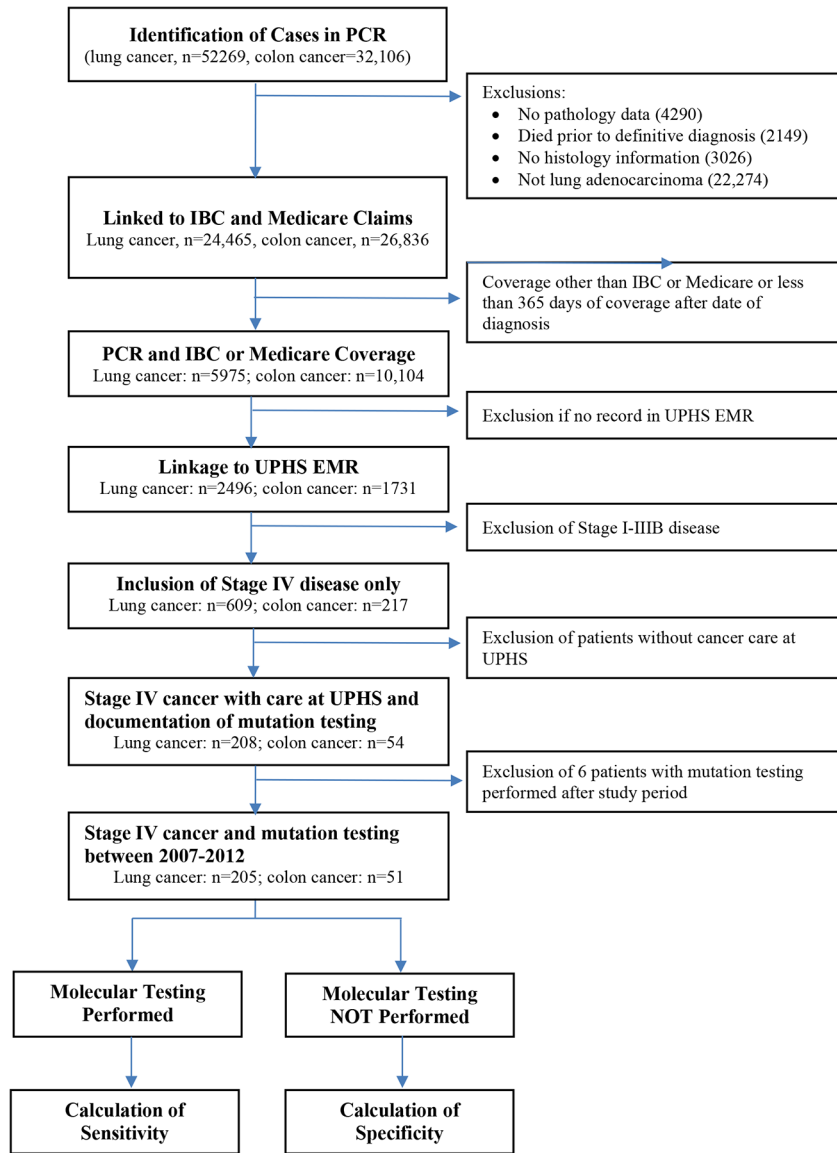 Identification of Cases in PCR
(lung cancer, n=52269, colon cancer=32,106)
Exclusions:
• No pathology data (4290)
• Died prior to definitive diagnosis (2149)
• No histology information (3026)
• Not lung adenocarcinoma (22,274)
Linked to IBC and Medicare Claims
Lung cancer, n=24,465, colon cancer, n=26,836
Coverage other than IBC or Medicare or less
than 365 days of coverage after date of
diagnosis
PCR and IBC or Medicare Coverage
Lung cancer: n=5975; colon cancer: n=10,104
Exclusion if no record in UPHS EMR
Linkage to UPHS EMR
Lung cancer: n=2496; colon cancer: n=1731
Exclusion of Stage I-IIIB disease
Inclusion of Stage IV disease only
Lung cancer: n=609; colon cancer: n=217
Exclusion of patients without cancer care at
UPHS
Stage IV cancer with care at UPHS and
documentation of mutation testing
Lung cancer: n=208; colon cancer: n=54
Exclusion of 6 patients with mutation testing
performed after study period
Stage IV cancer and mutation testing
between 2007-2012
Lung cancer: n=205; colon cancer: n=51
Molecular Testing
Performed
Molecular Testing
NOT Performed
Calculation of
Sensitivity
Calculation of
Specificity